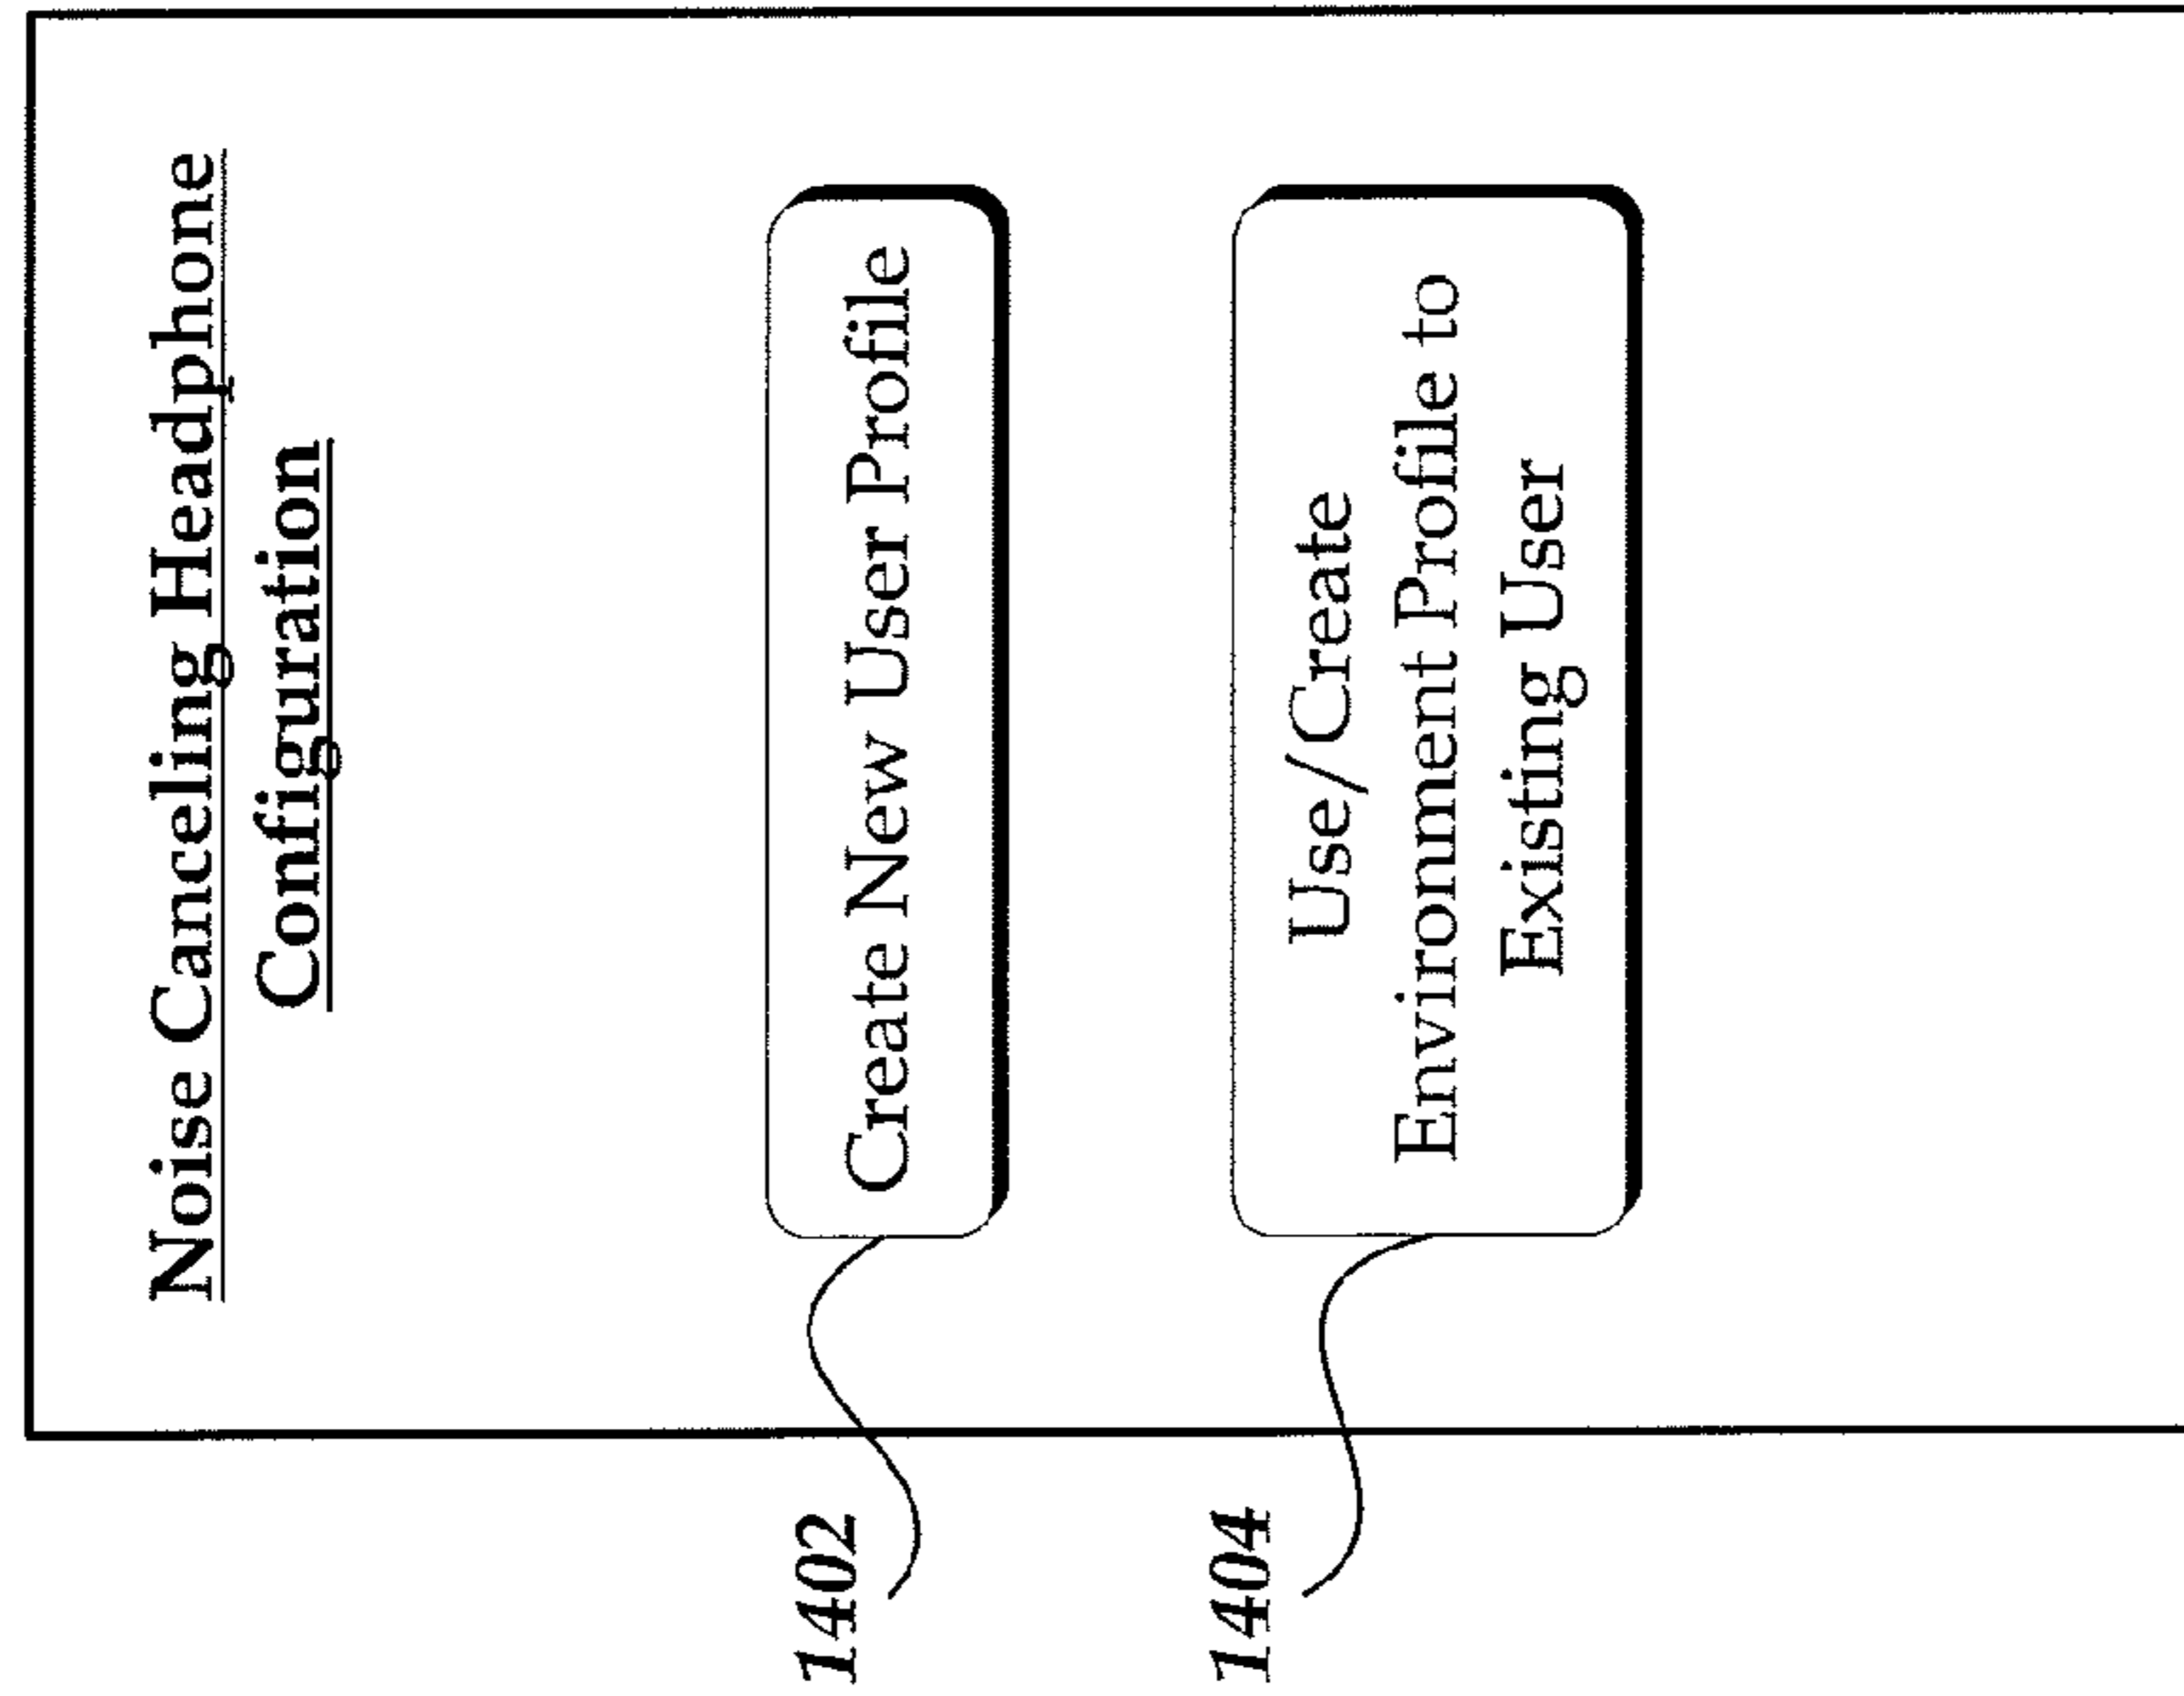 Noise Canceling Headphone
Configuration
1402
Create New User Profile
1404
Use/Create
Environment Profile to
Existing User